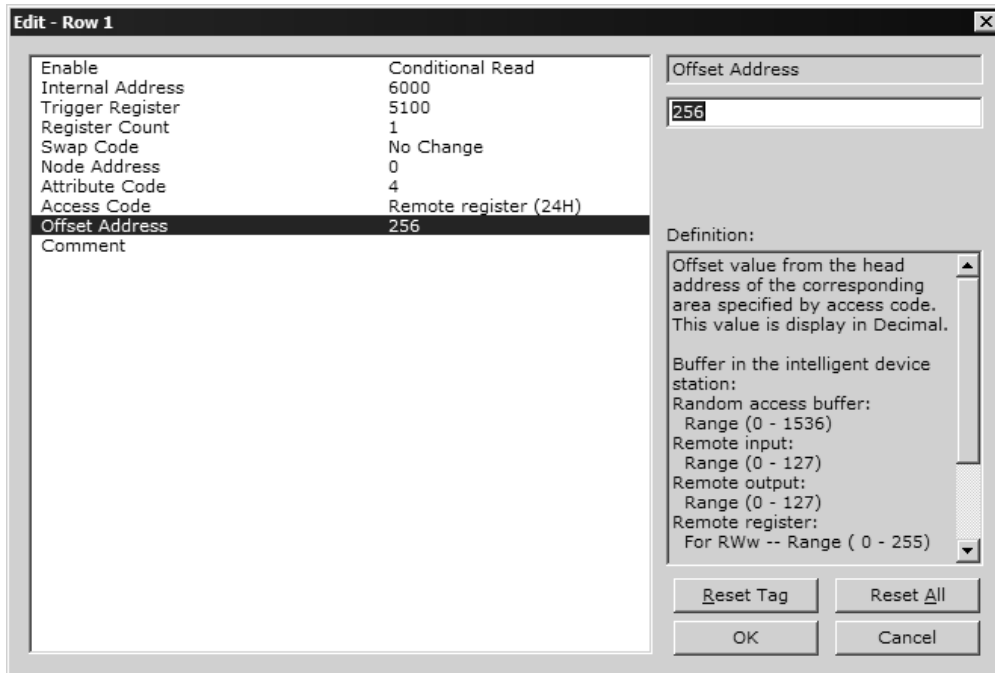 Edit - Row 1
Enable Conditional Read
Internal Address 6000
Trigger Register 5100
Register Count 1
Swap Code No Change
Node Address 0
Attribute Code 4
Access Code Remote register (24H)
Offset Address 256
Comment
Offset Address
256
Definition:
Offset value from the head
address of the corresponding
area specified by access code.
This value is display in Decimal.
Buffer in the intelligent device
station:
Random access buffer:
Range (0 - 1536)
Remote input:
Range (0 - 127)
Remote output:
Range (0 - 127)
Remote register:
For RWw -- Range ( 0 - 255)
Reset Tag Reset All
OK Cancel